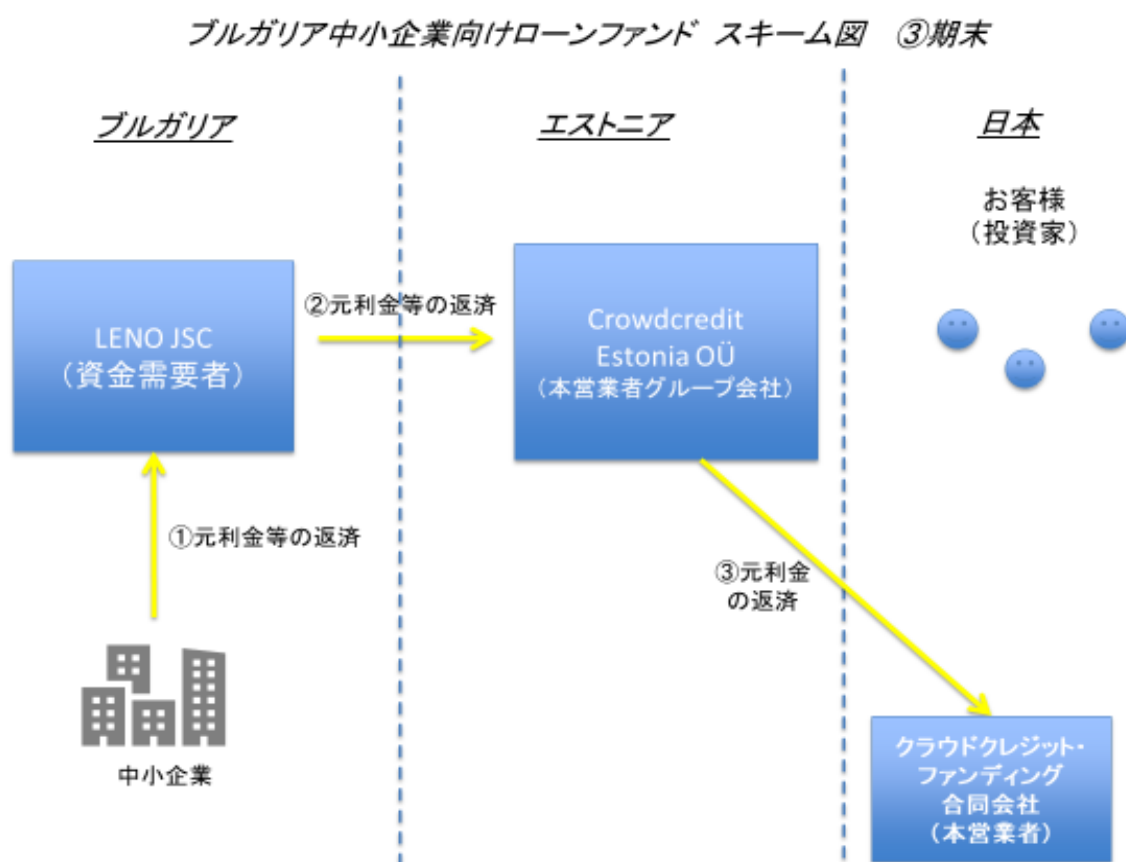 ブルガリア中小企業向けローンファンド スキーム図　③期末
ブルガリア
エストニア
日本
お客様
（投資家）
LENO JSC
（資金需要者）
②元利金等の返済
Crowdcredit
Estonia OÜ
（本営業者グループ会社）
①元利金等の返済
③元利金
の返済
中小企業
クラウドクレジット・
ファンディング
合同会社
（本営業者）